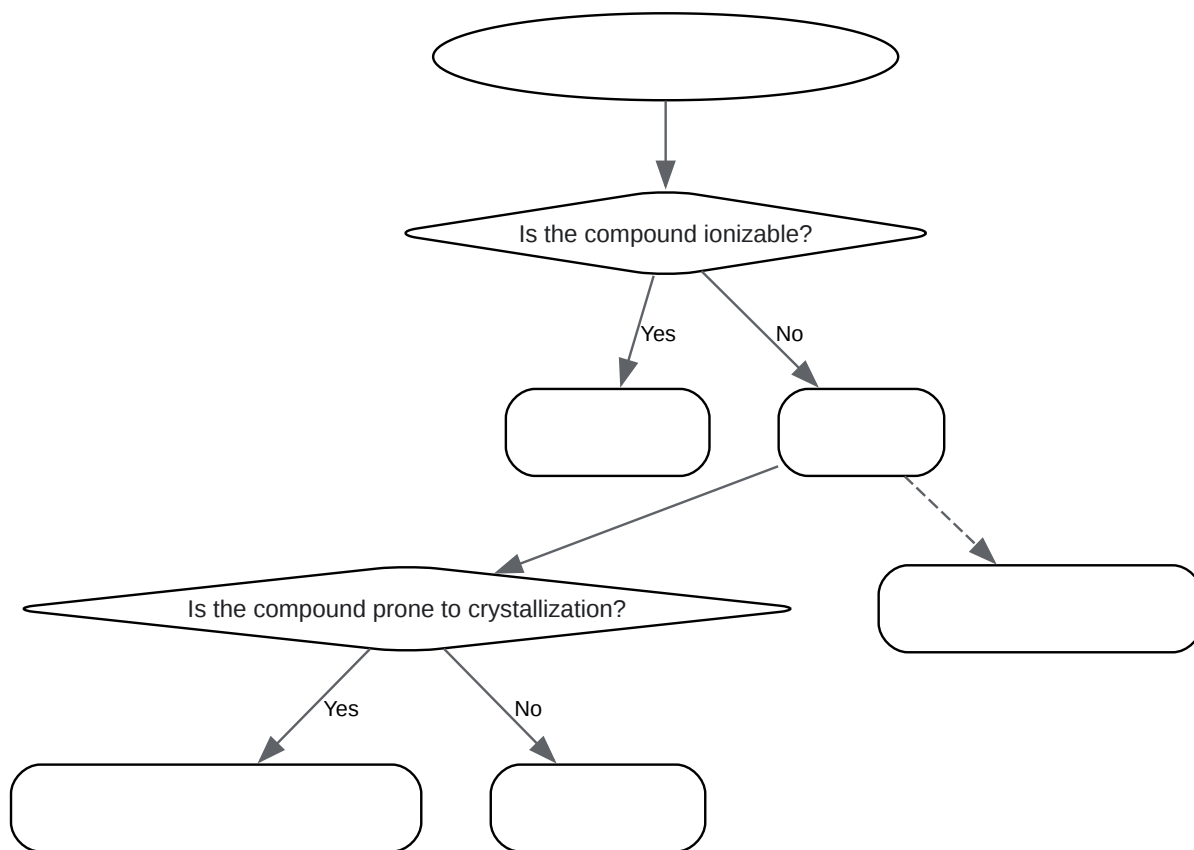 Is the compound ionizable?
Yes
No
Is the compound prone to crystallization?
Yes
No